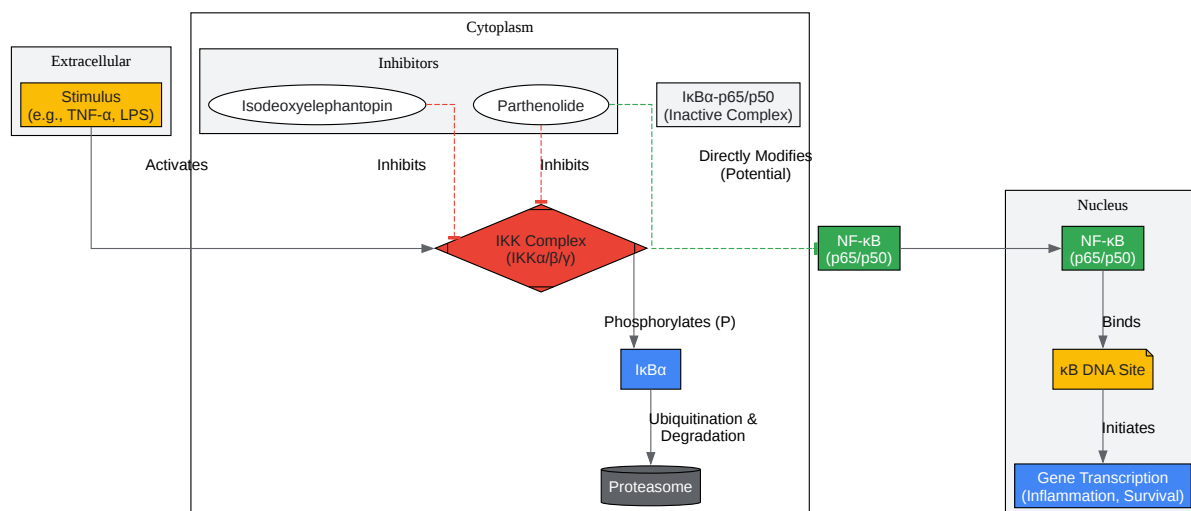 Cytoplasm
Extracellular
Stimulus
(e.g., TNF-α, LPS)
Inhibitors
Isodeoxyelephantopin
Parthenolide
IκBα-p65/p50
(Inactive Complex)
Activates
Inhibits
Inhibits
Directly Modifies
(Potential)
IKK Complex
(IKKα/β/γ)
NF-κB
(p65/p50)
Nucleus
NF-κB
(p65/p50)
Phosphorylates (P)
Binds
IκBα
κB DNA Site
Ubiquitination &
Degradation
Initiates
Proteasome
Gene Transcription
(Inflammation, Survival)